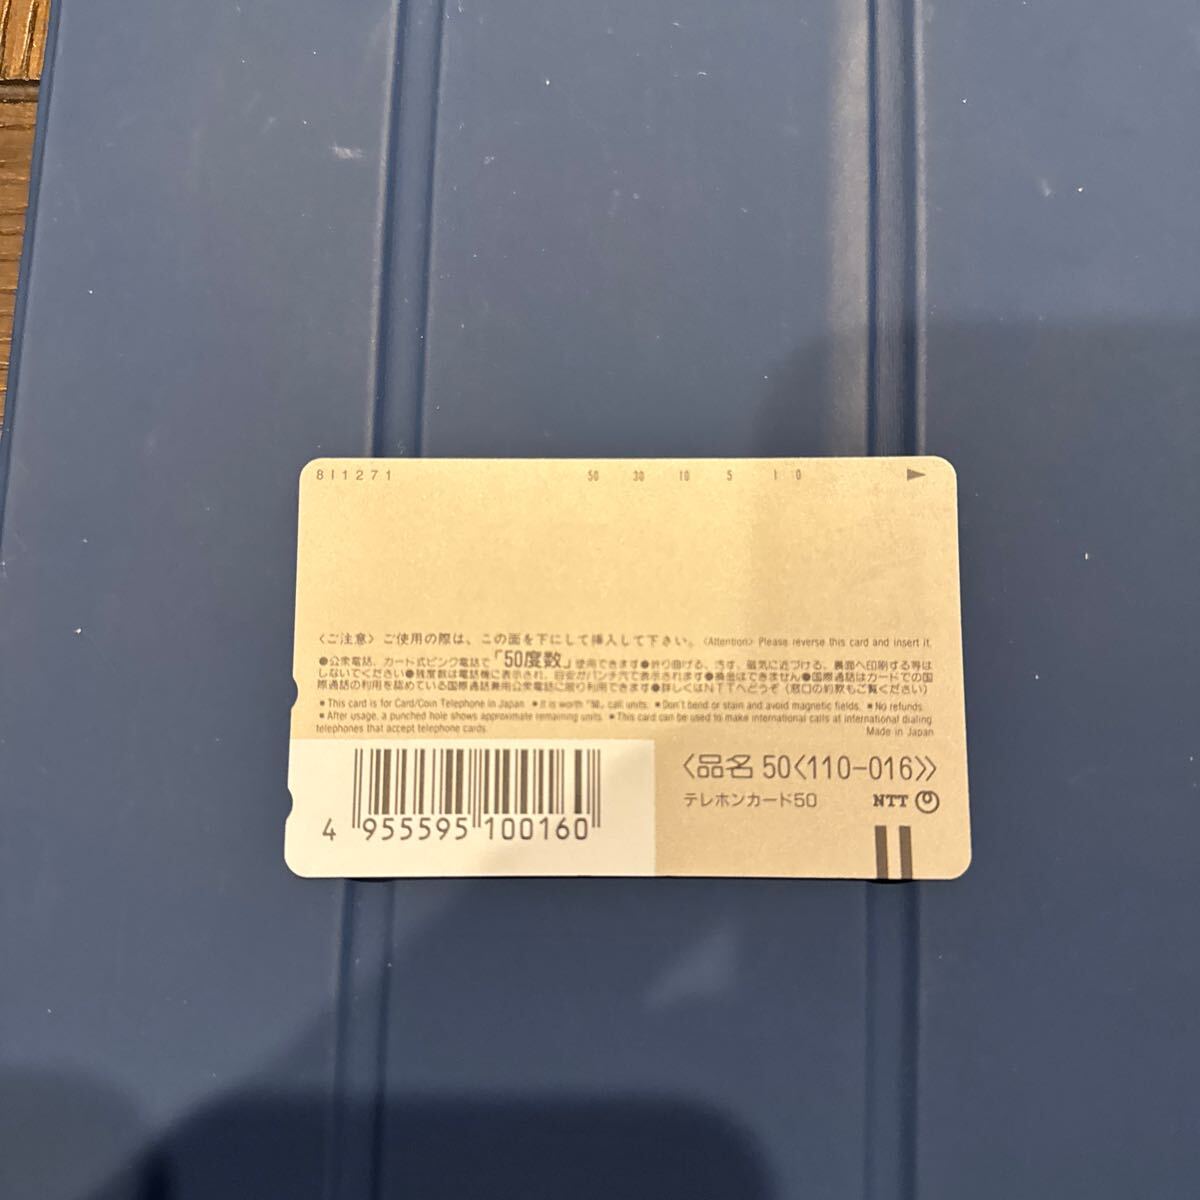 811271 50 30 10 5 1 0
〈ご注意〉ご使用の際は、この面を下にして挿入して下さい。〈Attention〉Please reverse this card and insert it.
●公衆電話、カード式ピンク電話で「50度数」使用できます●折り曲げる、汚す、磁気に近づける、裏面へ印刷する等は
しないでください●残度数は電話機に表示され、目安がパンチ穴で表示されます●換金はできません●国際通話はカードでの国
際通話の利用を認めている国際通話兼用公衆電話に限り利用できます●詳しくはNTTへどうぞ（窓口の約款もご覧ください）
■This card is for Card/Coin Telephone in Japan. ■It is worth "50" call units. ■Don't bend or stain and avoid magnetic fields. ■No refunds.
■After usage, a punched hole shows approximate remaining units. ■This card can be used to make international calls at international dialing
telephones that accept telephone cards. Made in Japan
〈品名 50〈110-016〉〉
テレホンカード50 NTT
4 955595 100160